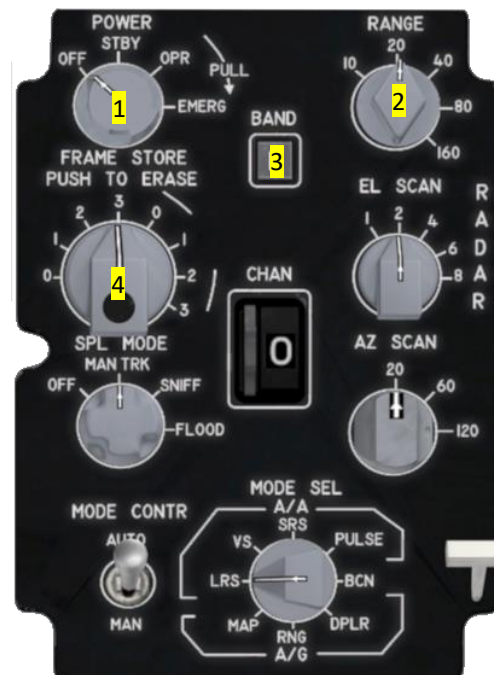 POWER
OFF
STBY
OPR
EMERG
PULL
1
RANGE
10
20
40
80
160
2
BAND
3
FRAME STORE
PUSH TO ERASE
0
1
2
3
0
1
2
3
4
EL SCAN
1
2
4
6
8
RADAR
CHAN
0
SPL MODE
OFF
MAN TRK
SNIFF
FLOOD
AZ SCAN
20
60
120
MODE CONTR
AUTO
MAN
MODE SEL
A/A
LRS
VS
SRS
PULSE
BCN
MAP
RNG
DPLR
A/G